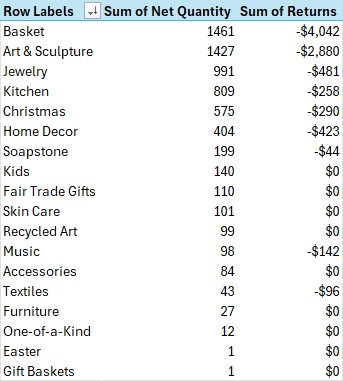 Row Labels Sum of Net Quantity Sum of Returns
Basket 1461 -$4,042
Art & Sculpture 1427 -$2,880
Jewelry 991 -$481
Kitchen 809 -$258
Christmas 575 -$290
Home Decor 404 -$423
Soapstone 199 -$44
Kids 140 $0
Fair Trade Gifts 110 $0
Skin Care 101 $0
Recycled Art 99 $0
Music 98 -$142
Accessories 84 $0
Textiles 43 -$96
Furniture 27 $0
One-of-a-Kind 12 $0
Easter 1 $0
Gift Baskets 1 $0